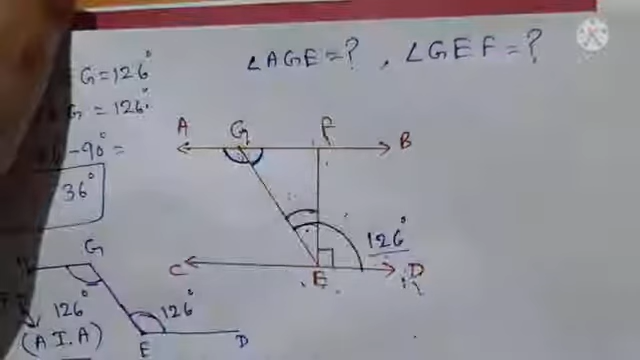 ∠AGE=?, ∠GEF=?
G=126°
G=126°
-90°=
36°
A G F B
126°
C E D
G
126° 126°
(A I.A)
E D